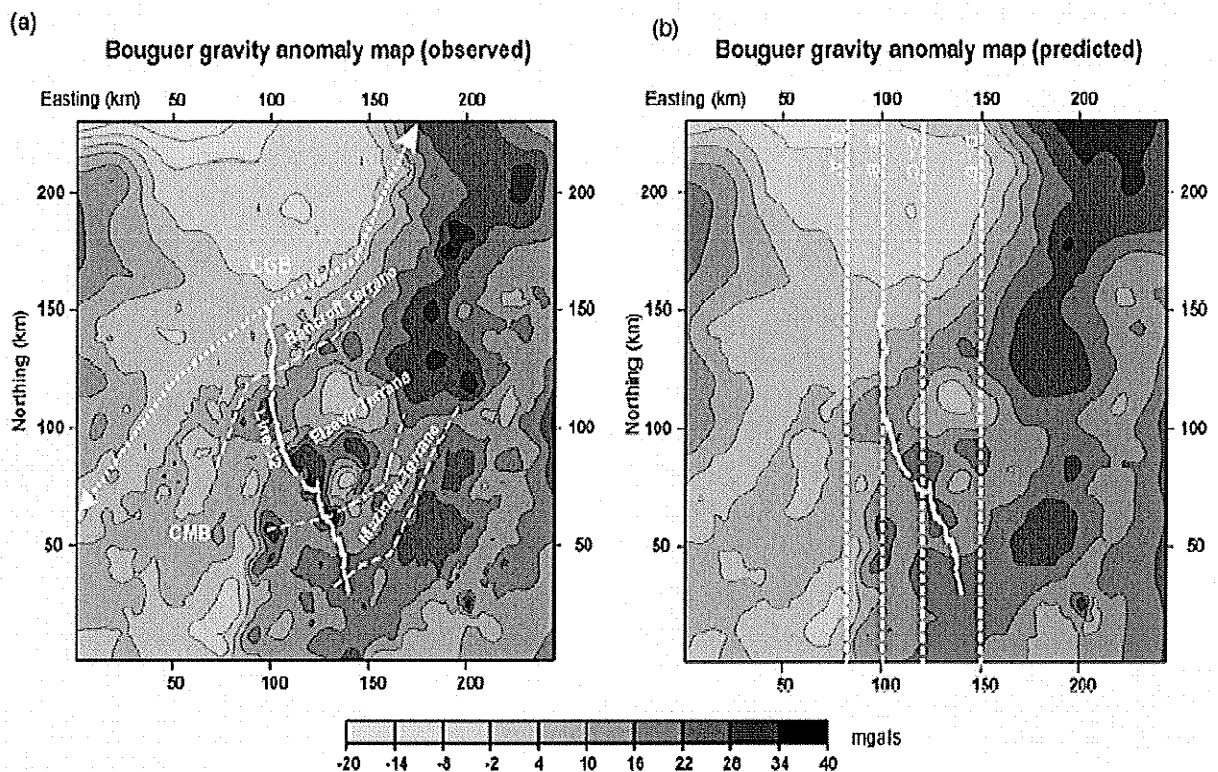 (a)
Bouguer gravity anomaly map (observed)
Easting (km) 50 100 150 200
200 200
150 150
Northing (km)
100 100
50 50
50 100 150 200
CGB
Bancroft Terrane
Elzevir Terrane
Mazinaw Terrane
CMB
(b)
Bouguer gravity anomaly map (predicted)
Easting (km) 50 100 150 200
200
150 150
Northing (km)
100 100
50 50
50 100 150 200
-20 -14 -8 -2 4 10 16 22 28 34 40 mgals